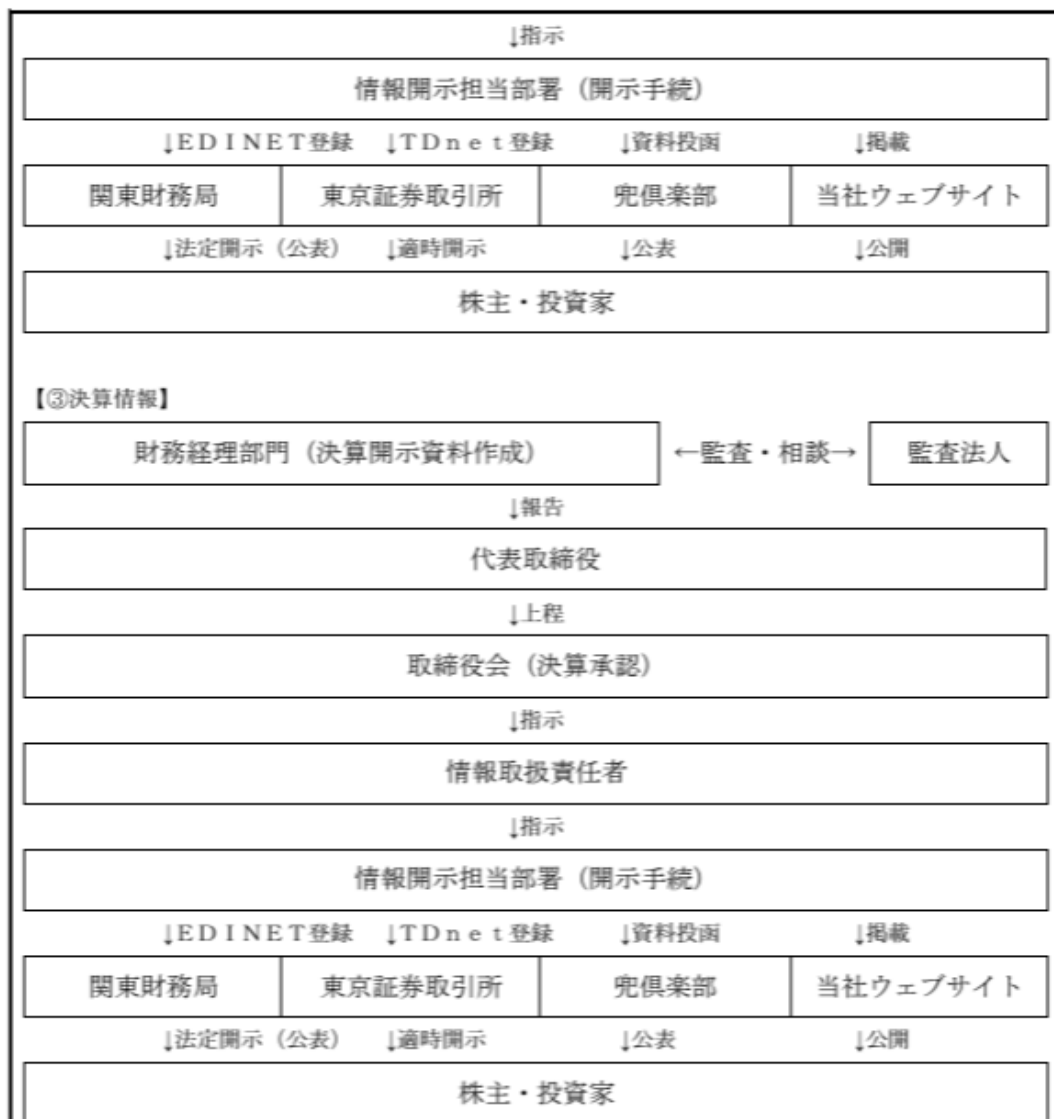 ↓指示
情報開示担当部署（開示手続）
↓ＥＤＩＮＥＴ登録 ↓ＴＤｎｅｔ登録 ↓資料投函 ↓掲載
関東財務局 東京証券取引所 兜倶楽部 当社ウェブサイト
↓法定開示（公表） ↓適時開示 ↓公表 ↓公開
株主・投資家
【③決算情報】
財務経理部門（決算開示資料作成） ←監査・相談→ 監査法人
↓報告
代表取締役
↓上程
取締役会（決算承認）
↓指示
情報取扱責任者
↓指示
情報開示担当部署（開示手続）
↓ＥＤＩＮＥＴ登録 ↓ＴＤｎｅｔ登録 ↓資料投函 ↓掲載
関東財務局 東京証券取引所 兜倶楽部 当社ウェブサイト
↓法定開示（公表） ↓適時開示 ↓公表 ↓公開
株主・投資家